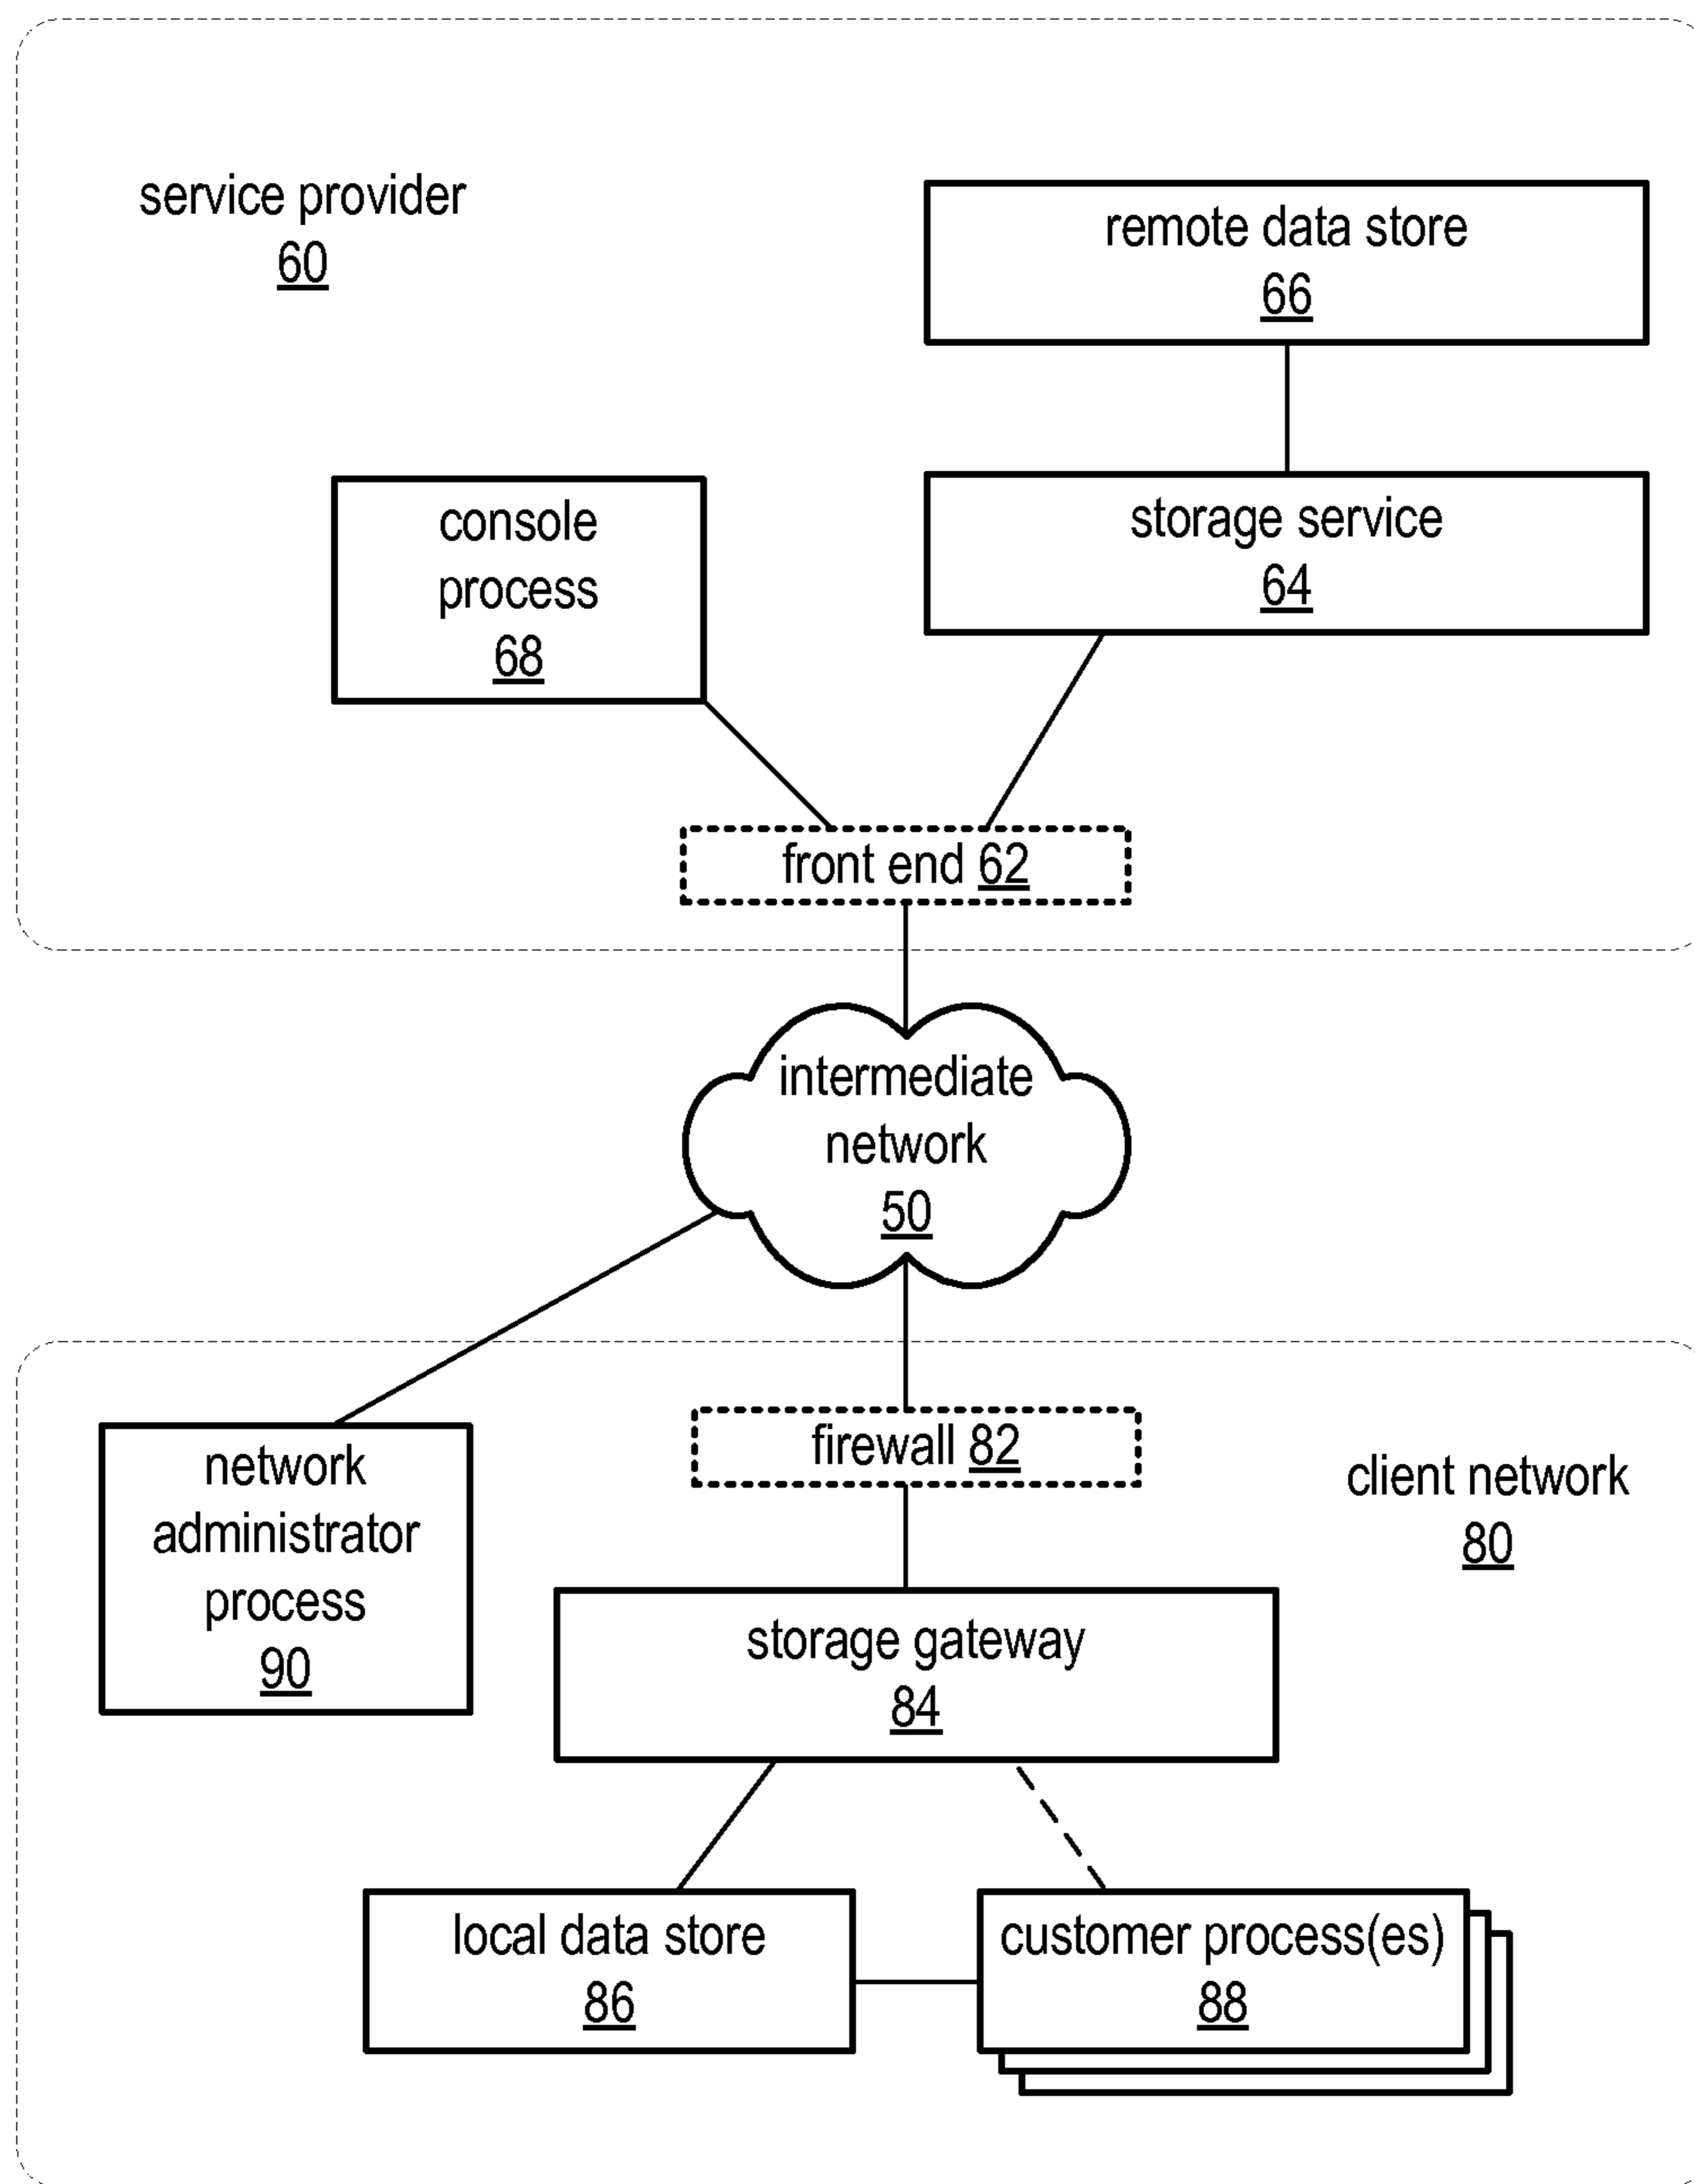 service provider
60
remote data store
66
console
process
68
storage service
64
front end 62
intermediate
network
50
network
administrator
process
90
firewall 82
client network
80
storage gateway
84
local data store
86
customer process(es)
88